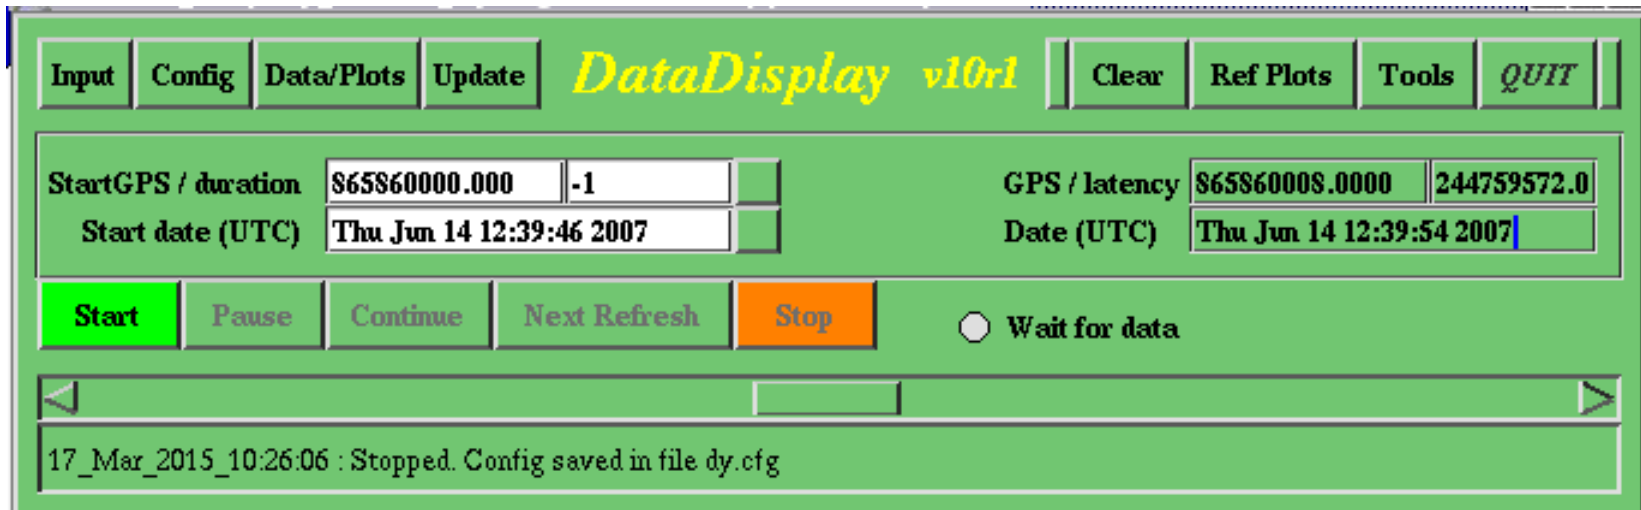 Input Config Data/Plots Update DataDisplay v10r1 Clear Ref Plots Tools QUIT
StartGPS / duration 865860000.000 -1 GPS / latency 865860008.0000 244759572.0
Start date (UTC) Thu Jun 14 12:39:46 2007 Date (UTC) Thu Jun 14 12:39:54 2007
Start Pause Continue Next Refresh Stop Wait for data
17_Mar_2015_10:26:06 : Stopped. Config saved in file dy.cfg